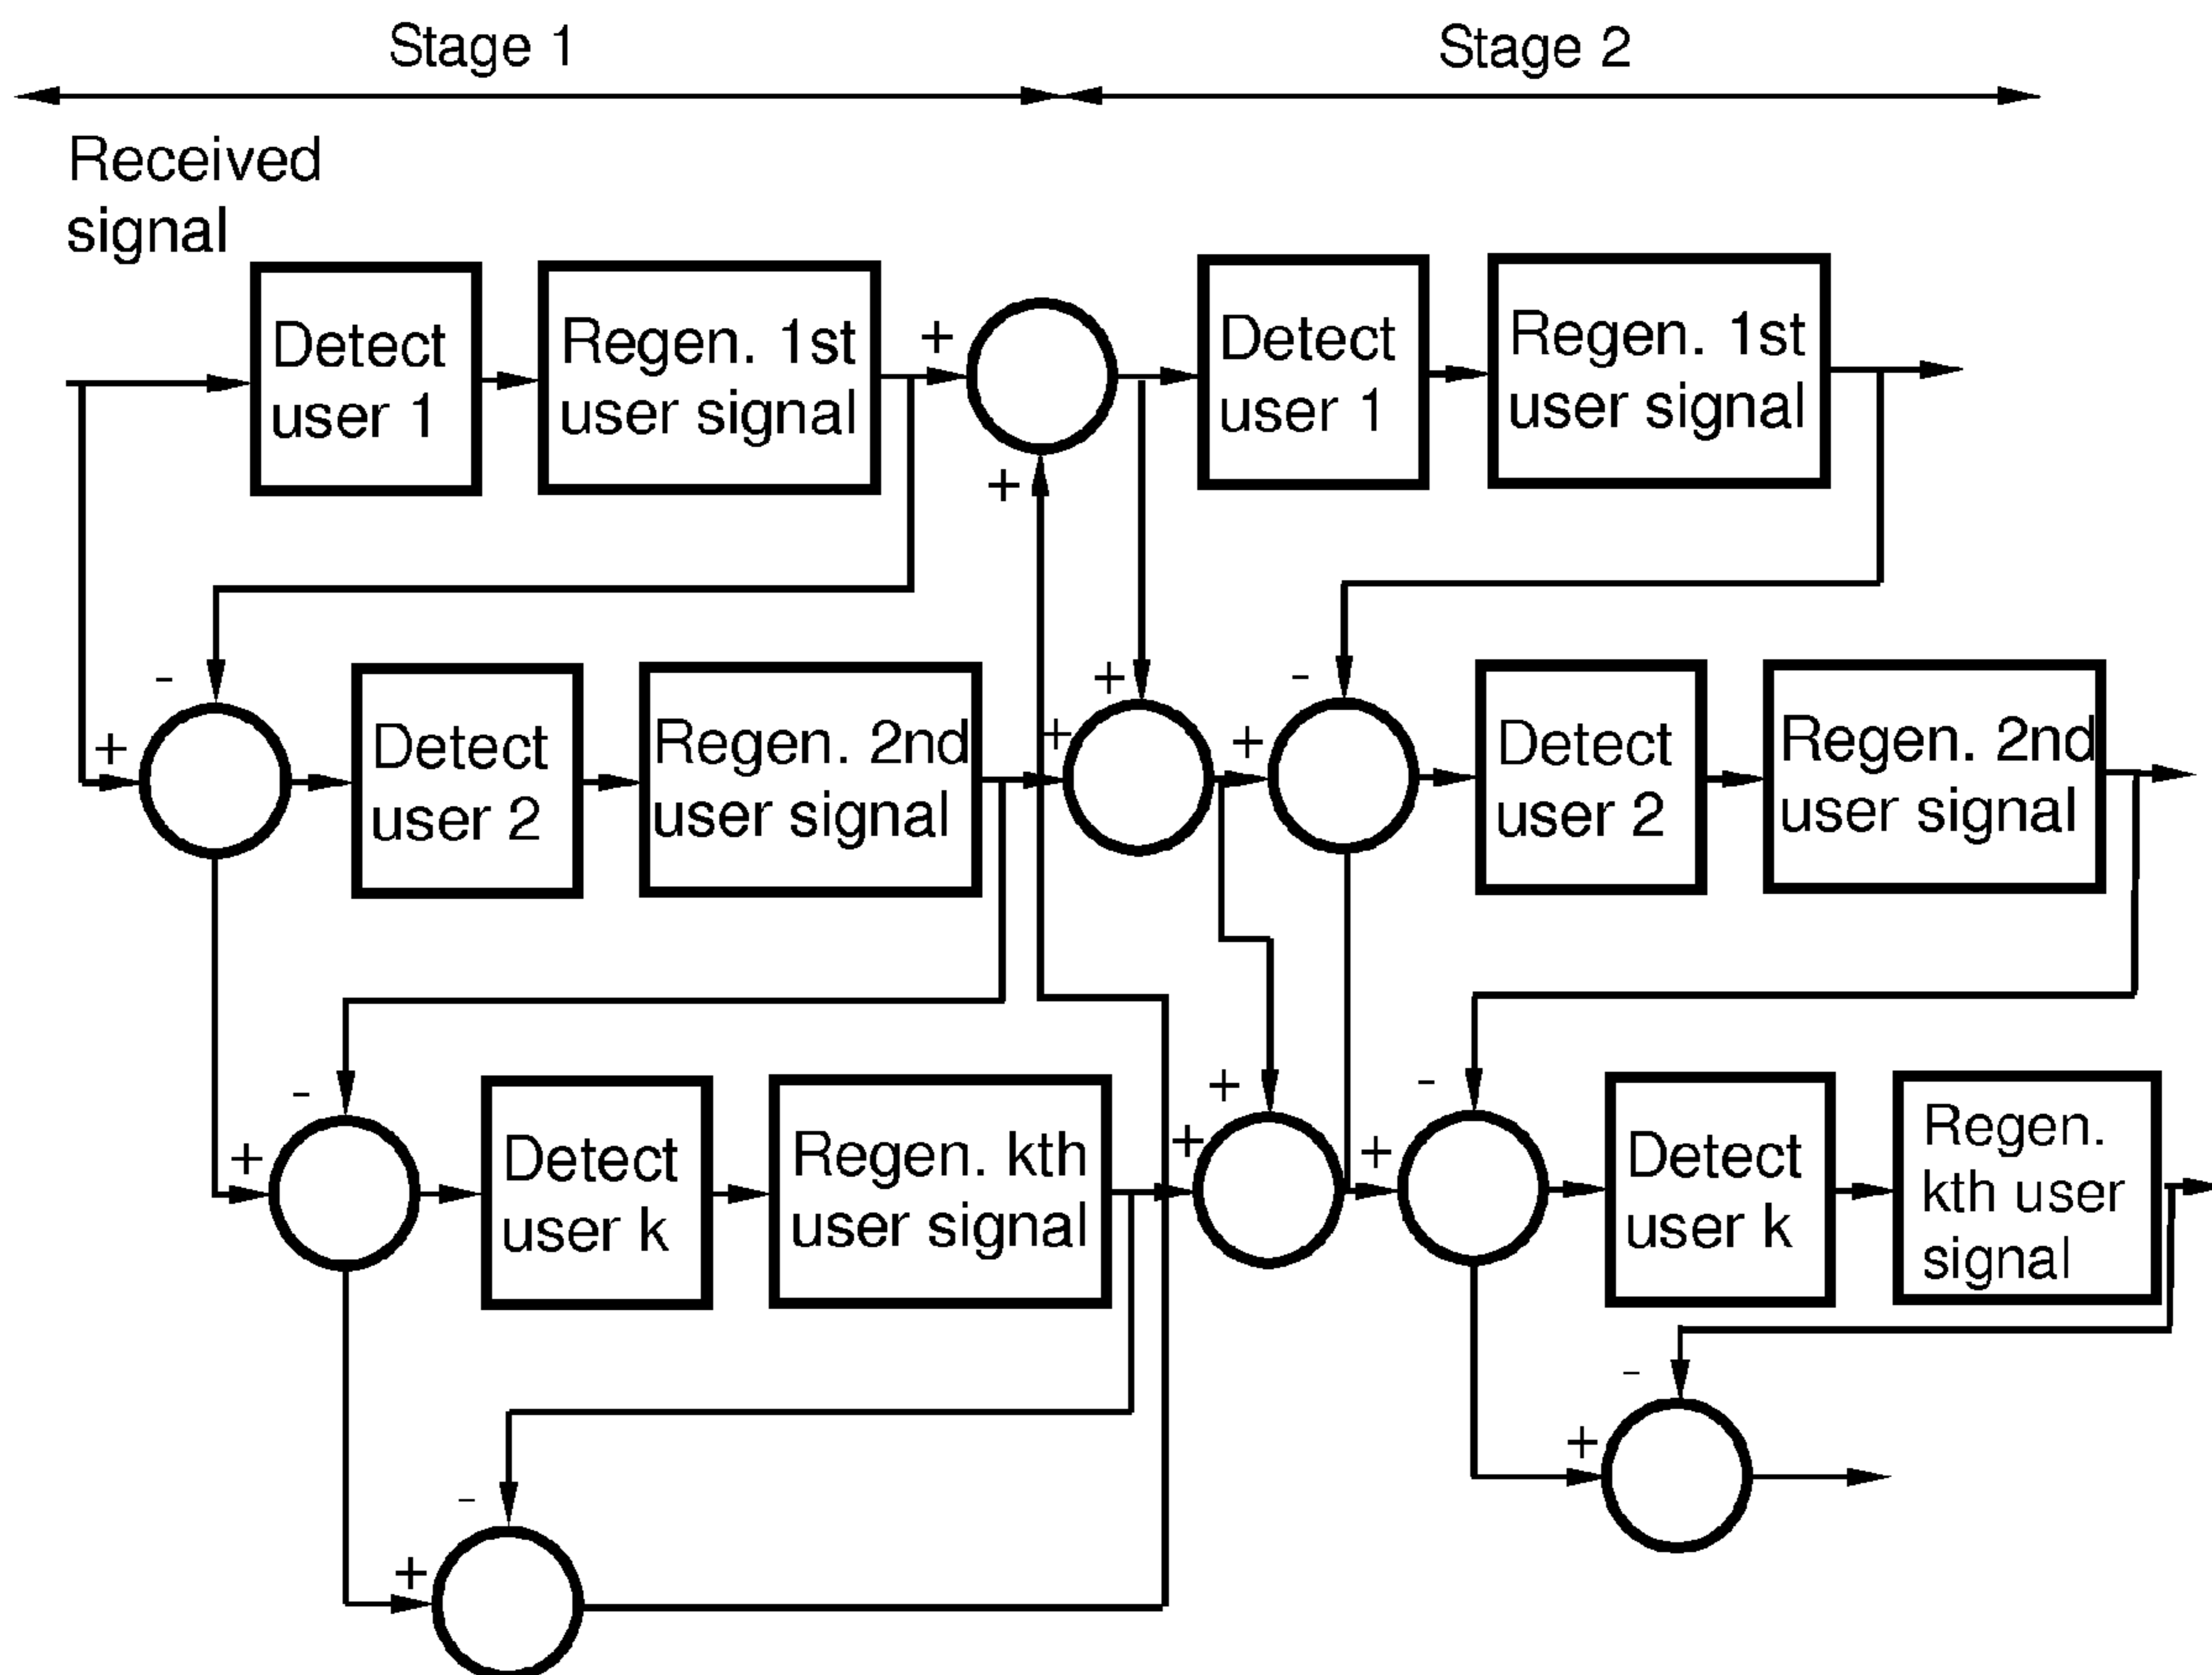 Stage 1
Stage 2
Received
signal
Detect
user 1
Regen. 1st
user signal
+
+
Detect
user 1
Regen. 1st
user signal
-
+
Detect
user 2
Regen. 2nd
user signal
+
+
-
+
Detect
user 2
Regen. 2nd
user signal
-
+
Detect
user k
Regen. kth
user signal
+
+
-
+
Detect
user k
Regen.
kth user
signal
-
+
-
+